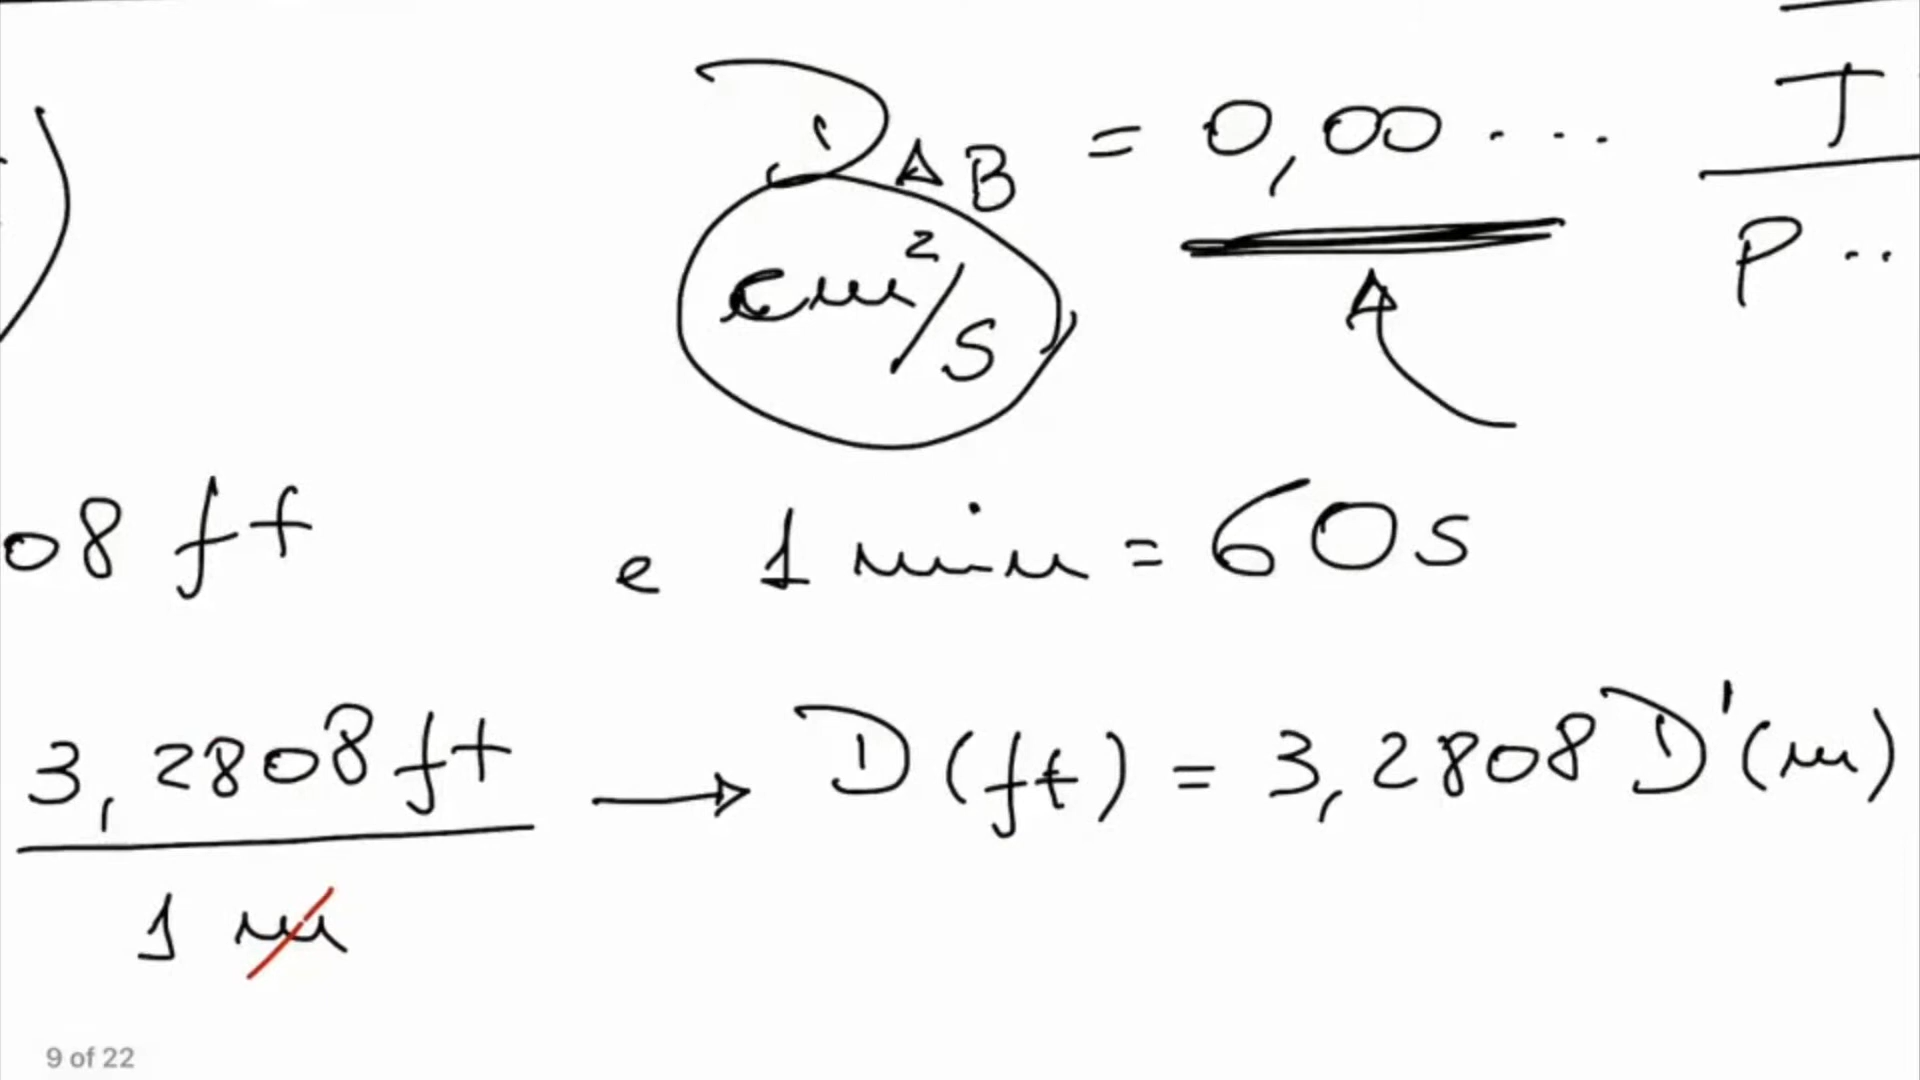 )
D_AB = 0,00 . ... T / P ..
cm²/s
08 ft e 1 min = 60 s
3,2808 ft → D (ft) = 3,2808 D' (m)
1 m
9 of 22